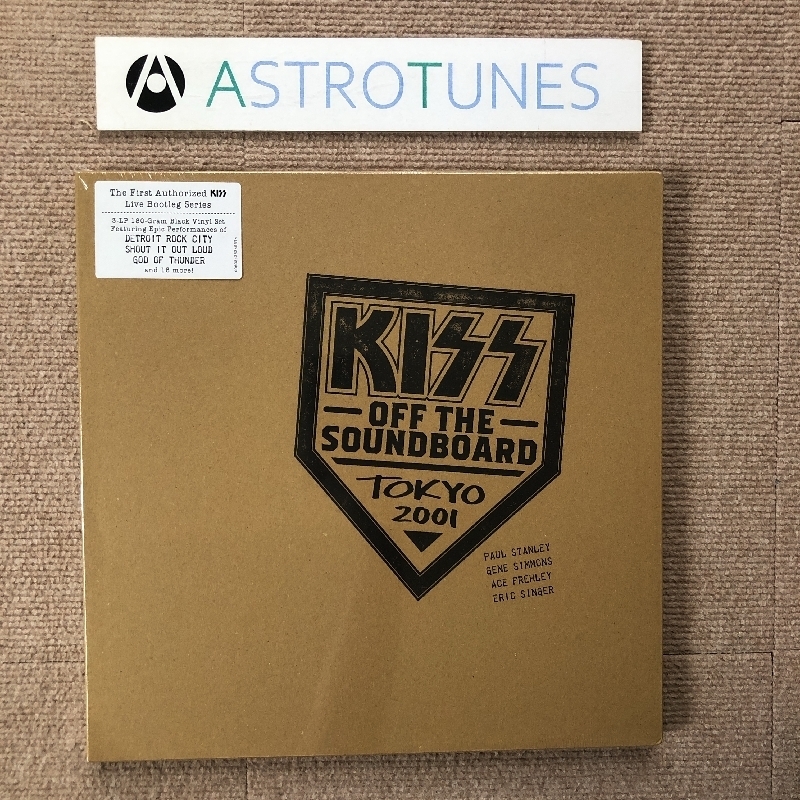 ASTROTUNES
The First Authorized KISS
Live Bootleg Series
3-LP 180-Gram Black Vinyl Set
Featuring Epic Performances of
DETROIT ROCK CITY
SHOUT IT OUT LOUD
GOD OF THUNDER
and 18 more!
KISS
OFF THE
SOUNDBOARD
TOKYO
2001
PAUL STANLEY
GENE SIMMONS
ACE FREHLEY
ERIC SINGER